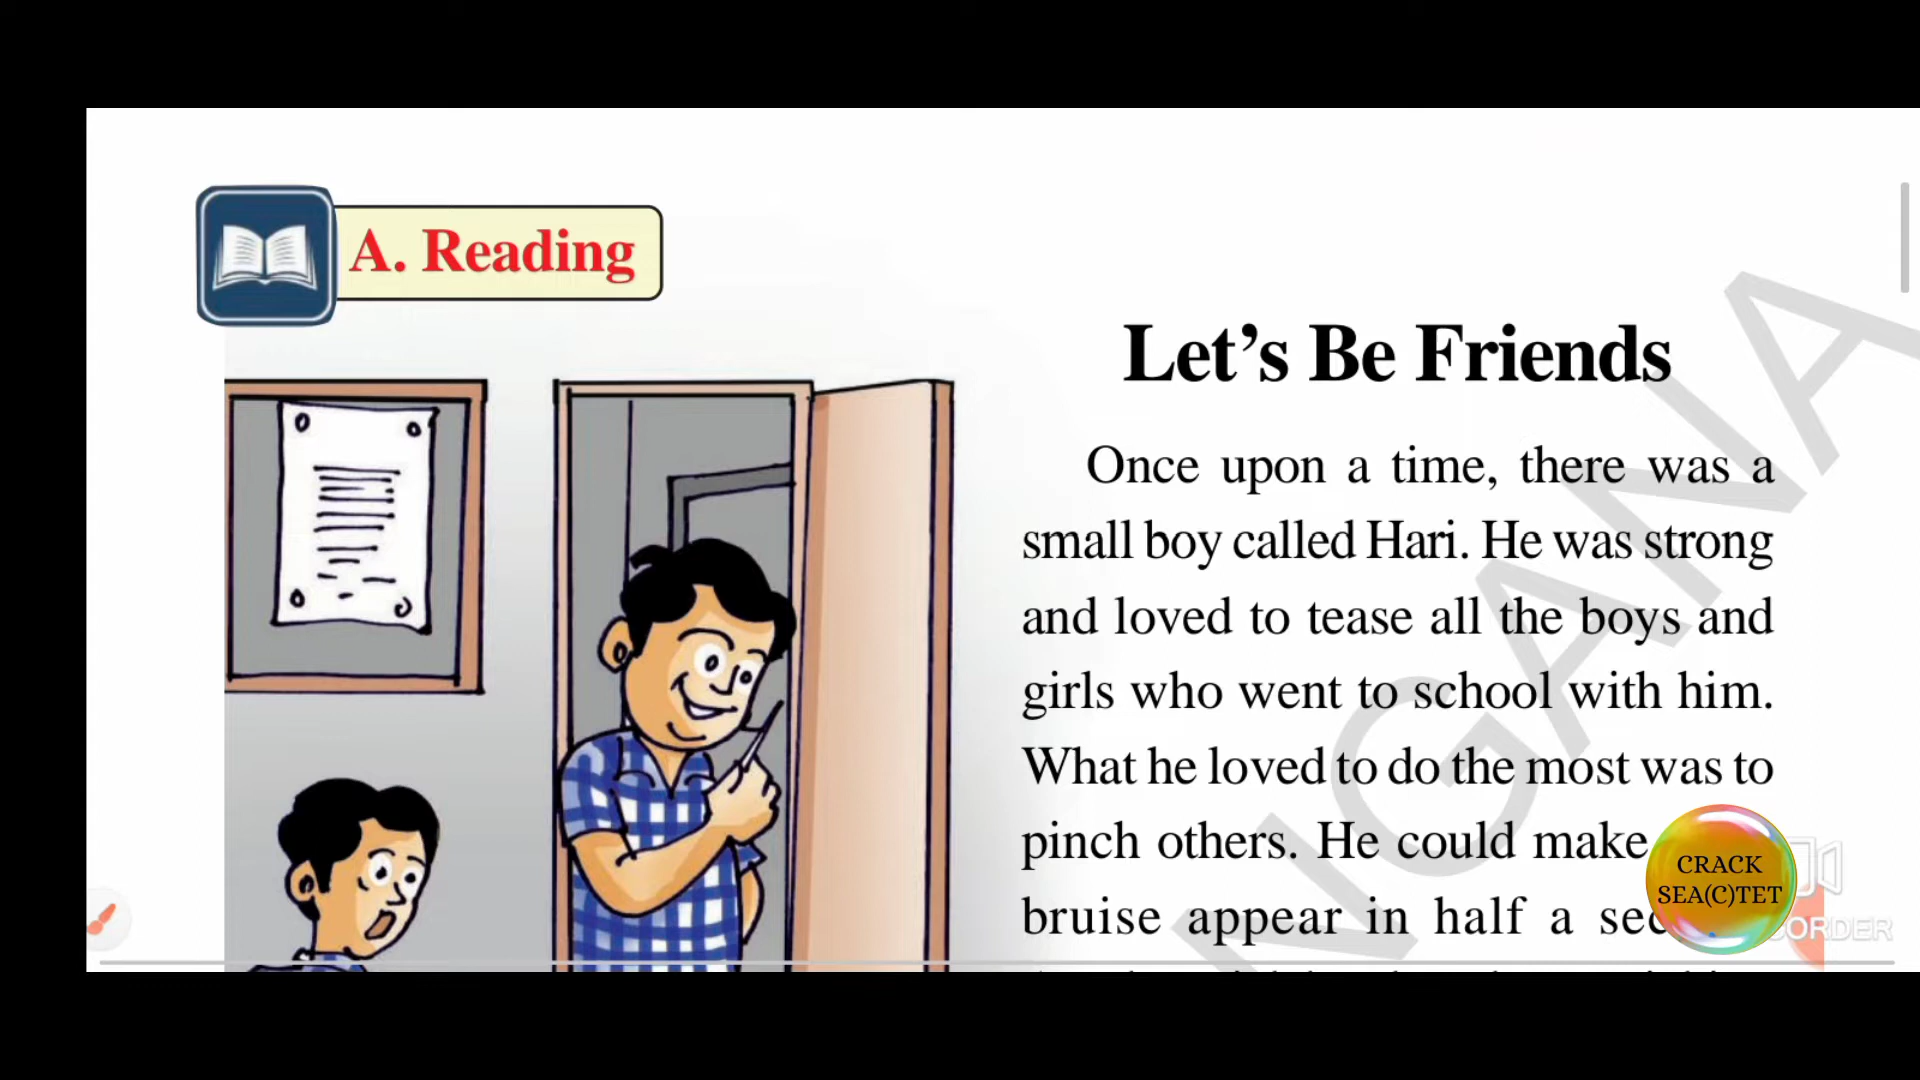 A. Reading
Let's Be Friends
Once upon a time, there was a
small boy called Hari. He was strong
and loved to tease all the boys and
girls who went to school with him.
What he loved to do the most was to
pinch others. He could make
bruise appear in half a
CRACK
SEA(C)TET